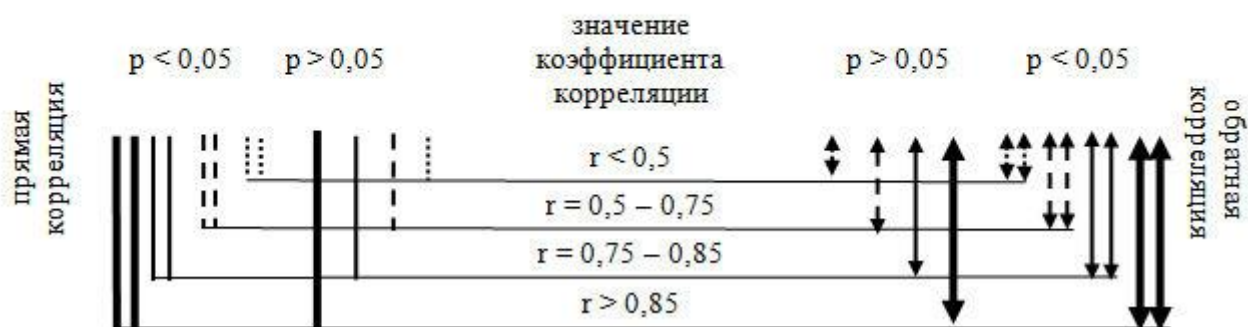 значение
коэффициента
корреляции
p < 0,05
p > 0,05
p > 0,05
p < 0,05
прямая
корреляция
обратная
корреляция
r < 0,5
r = 0,5 – 0,75
r = 0,75 – 0,85
r > 0,85